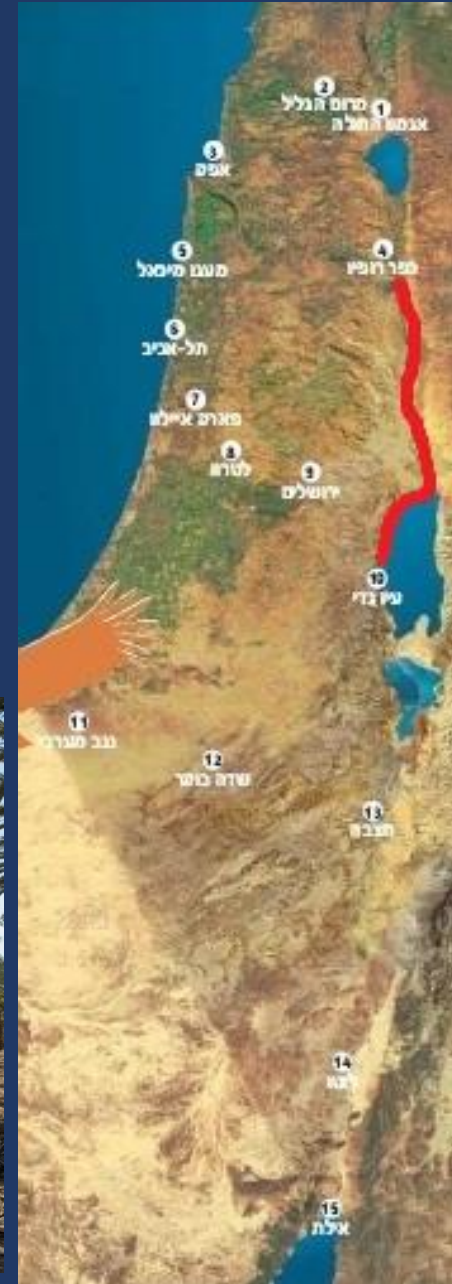 2
מרום הגליל
1
אגמון החולה
3
אפק
4
כפר רופין
5
מעגן מיכאל
6
תל-אביב
7
פארק איילון
8
לטרון
9
ירושלים
10
עין גדי
11
נגב מערבי
12
שדה בוקר
13
חצבה
14
15
אילת